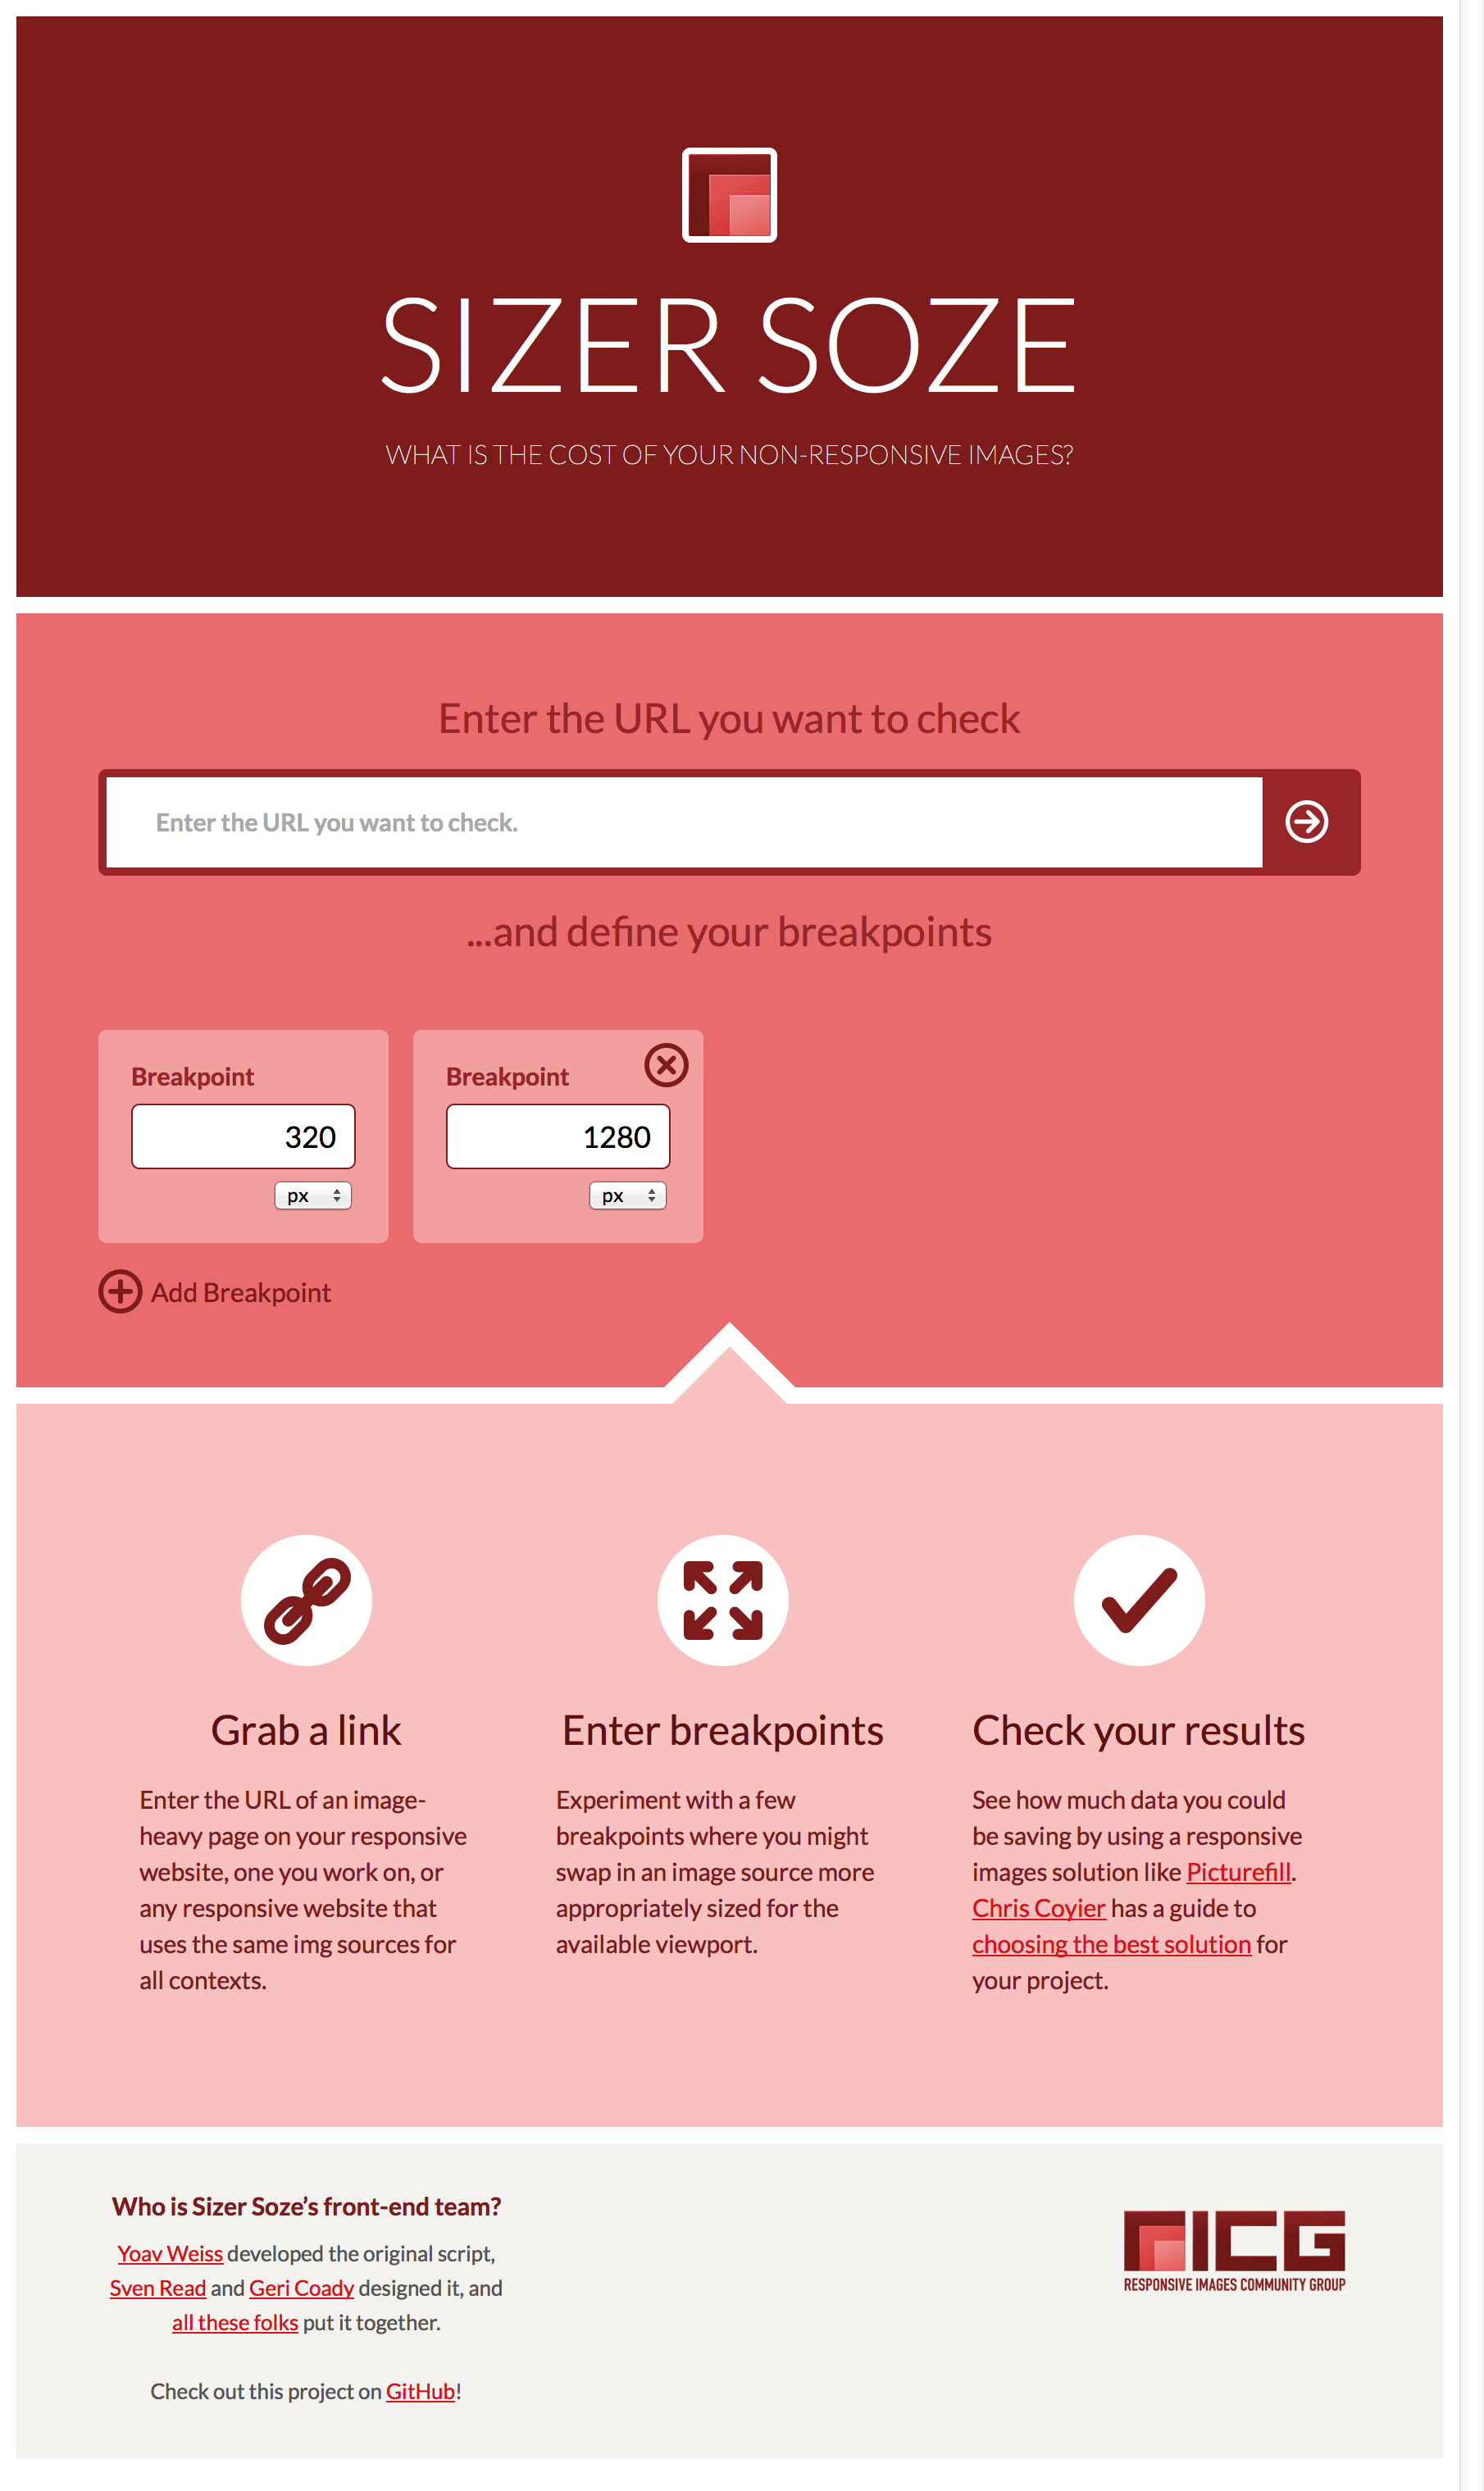 SIZER SOZE
WHAT IS THE COST OF YOUR NON-RESPONSIVE IMAGES?
Enter the URL you want to check
Enter the URL you want to check.
...and define your breakpoints
Breakpoint
320
px
Breakpoint
1280
px
Add Breakpoint
Grab a link
Enter the URL of an image-
heavy page on your responsive
website, one you work on, or
any responsive website that
uses the same img sources for
all contexts.
Enter breakpoints
Experiment with a few
breakpoints where you might
swap in an image source more
appropriately sized for the
available viewport.
Check your results
See how much data you could
be saving by using a responsive
images solution like Picturefill.
Chris Coyier has a guide to
choosing the best solution for
your project.
Who is Sizer Soze’s front-end team?
Yoav Weiss developed the original script,
Sven Read and Geri Coady designed it, and
all these folks put it together.
Check out this project on GitHub!
RICG
RESPONSIVE IMAGES COMMUNITY GROUP